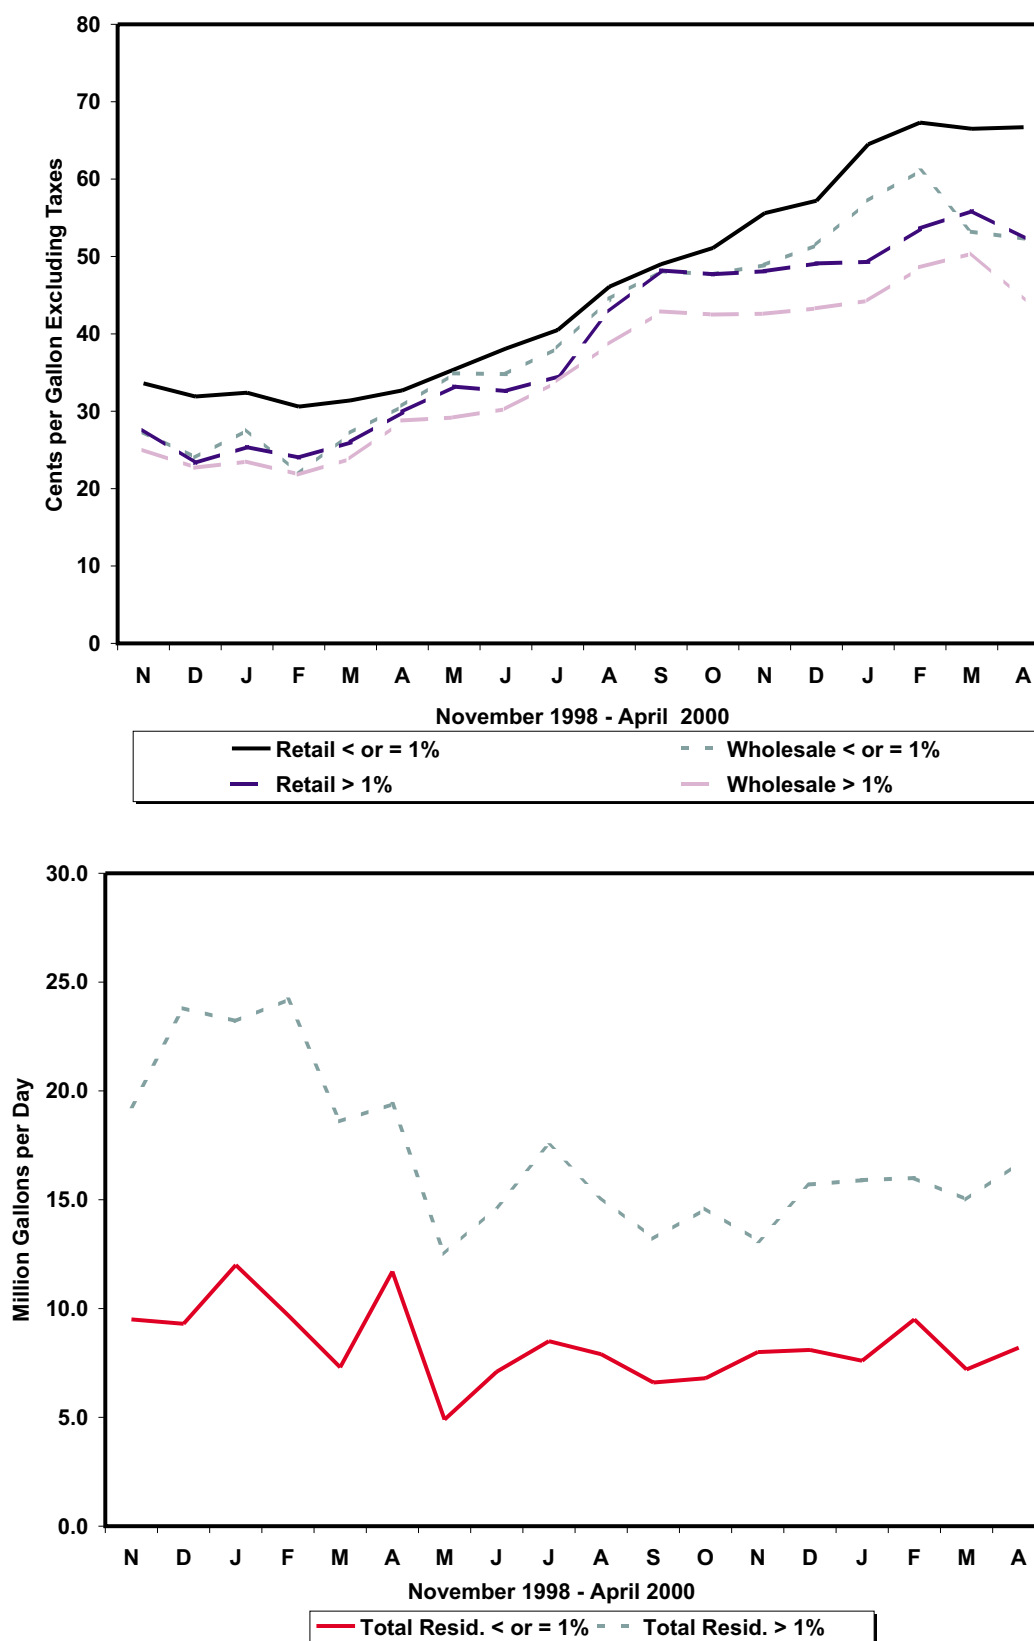 80
70
60
50
40
30
20
10
0
Cents per Gallon Excluding Taxes
N D J F M A M J J A S O N D J F M A
November 1998 - April 2000
Retail < or = 1% Wholesale < or = 1%
Retail > 1% Wholesale > 1%
30.0
25.0
20.0
15.0
10.0
5.0
0.0
Million Gallons per Day
N D J F M A M J J A S O N D J F M A
November 1998 - April 2000
Total Resid. < or = 1% Total Resid. > 1%